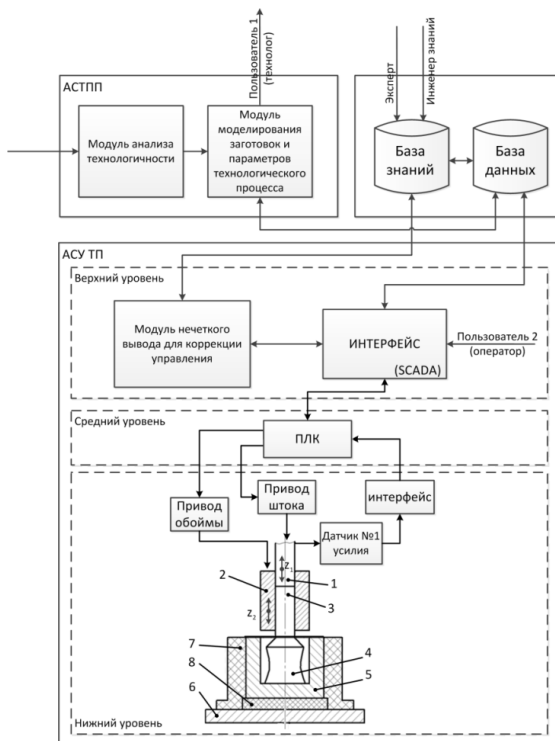 Пользователь 1
(технолог)
Эксперт
Инженер знаний
АСТПП
Модуль анализа
технологичности
Модуль
моделирования
заготовок и
параметров
технологического
процесса
База
знаний
База
данных
АСУ ТП
Верхний уровень
Модуль нечеткого
вывода для коррекции
управления
ИНТЕРФЕЙС
(SCADA)
Пользователь 2
(оператор)
Средний уровень
ПЛК
Привод
обоймы
Привод
штока
Датчик №1
усилия
интерфейс
z₁
1
2
3
z₂
7
4
8
5
6
Нижний уровень